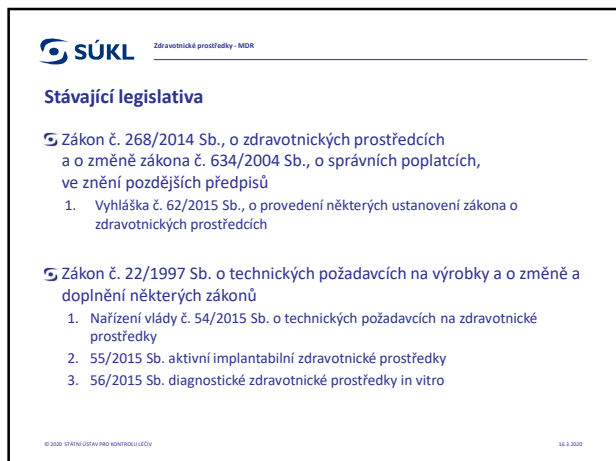 SÚKL
Zdravotnické prostředky - MDR
Stávající legislativa
Zákon č. 268/2014 Sb., o zdravotnických prostředcích
a o změně zákona č. 634/2004 Sb., o správních poplatcích,
ve znění pozdějších předpisů
1. Vyhláška č. 62/2015 Sb., o provedení některých ustanovení zákona o
zdravotnických prostředcích
Zákon č. 22/1997 Sb. o technických požadavcích na výrobky a o změně a
doplnění některých zákonů
1. Nařízení vlády č. 54/2015 Sb. o technických požadavcích na zdravotnické
prostředky
2. 55/2015 Sb. aktivní implantabilní zdravotnické prostředky
3. 56/2015 Sb. diagnostické zdravotnické prostředky in vitro
© 2020 STÁTNÍ ÚSTAV PRO KONTROLU LÉČIV
16.3.2020